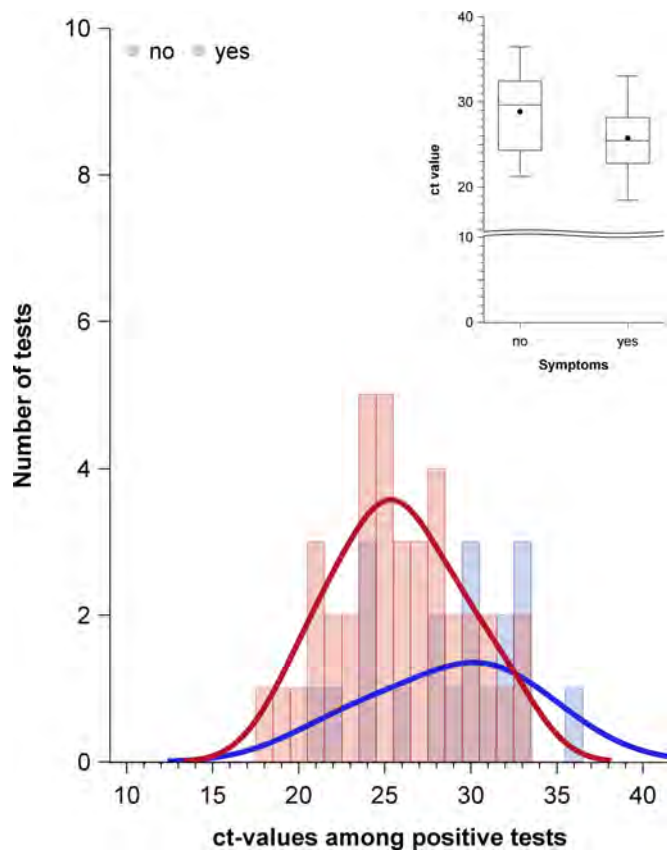 no yes
Number of tests
10
8
6
4
2
0
10 15 20 25 30 35 40
ct-values among positive tests
ct value
40
30
20
10
0
no yes
Symptoms